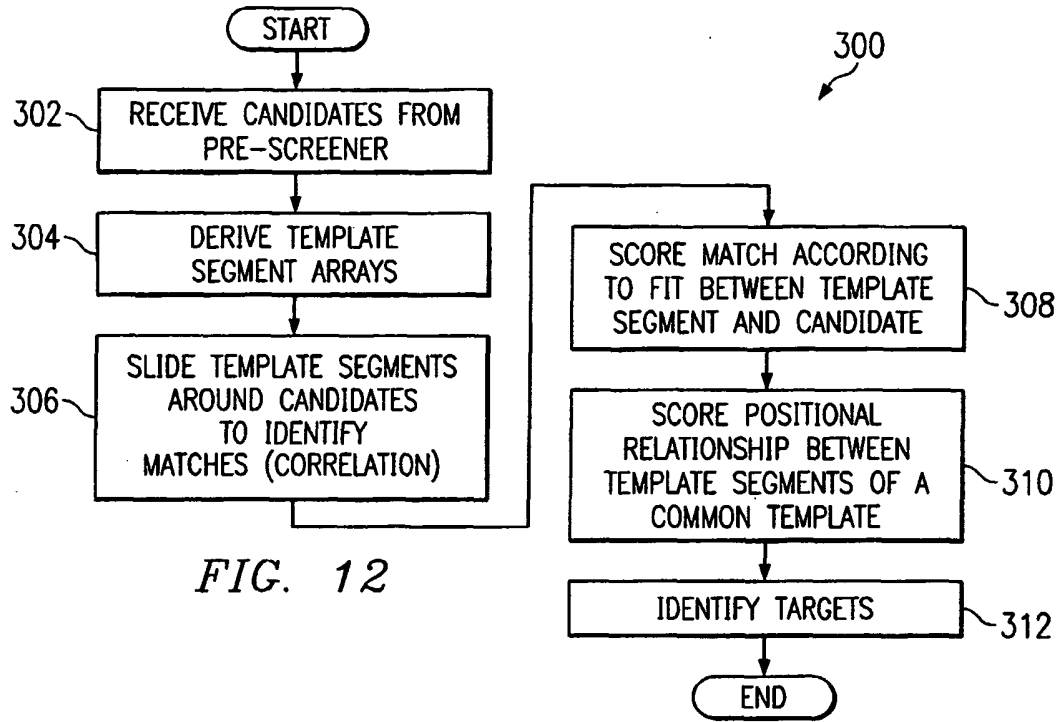 START
300
302
RECEIVE CANDIDATES FROM
PRE-SCREENER
304
DERIVE TEMPLATE
SEGMENT ARRAYS
306
SLIDE TEMPLATE SEGMENTS
AROUND CANDIDATES
TO IDENTIFY
MATCHES (CORRELATION)
SCORE MATCH ACCORDING
TO FIT BETWEEN TEMPLATE
SEGMENT AND CANDIDATE
308
SCORE POSITIONAL
RELATIONSHIP BETWEEN
TEMPLATE SEGMENTS OF A
COMMON TEMPLATE
310
IDENTIFY TARGETS
312
END
FIG. 12